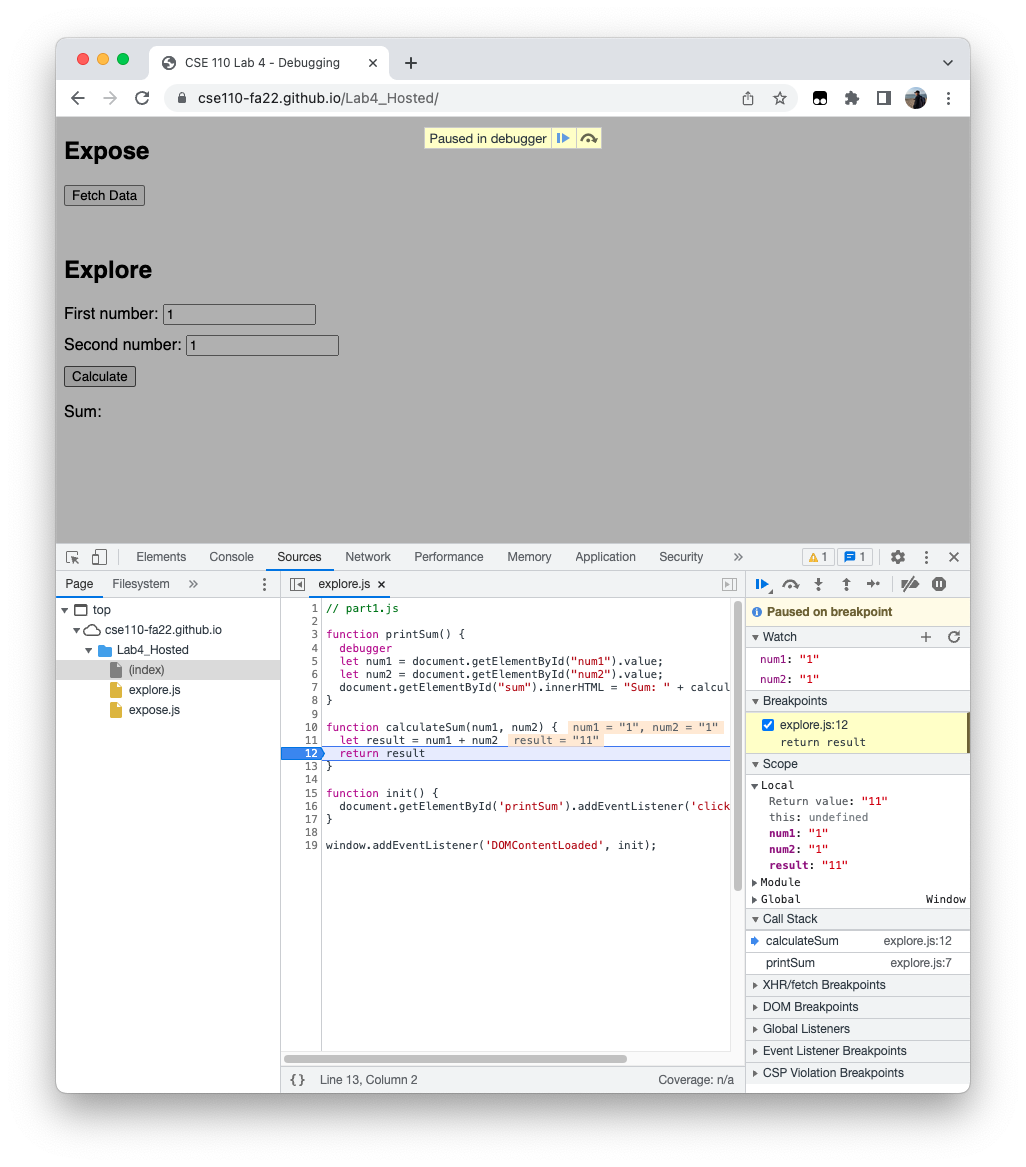 CSE 110 Lab 4 - Debugging
cse110-fa22.github.io/Lab4_Hosted/
Paused in debugger
Expose
Fetch Data
Explore
First number: 1
Second number: 1
Calculate
Sum:
Elements Console Sources Network Performance Memory Application Security » 1 1
Page Filesystem »
top
cse110-fa22.github.io
Lab4_Hosted
(index)
explore.js
expose.js
explore.js
1 // part1.js
2
3 function printSum() {
4 debugger
5 let num1 = document.getElementById("num1").value;
6 let num2 = document.getElementById("num2").value;
7 document.getElementById("sum").innerHTML = "Sum: " + calcul
8 }
9
10 function calculateSum(num1, num2) { num1 = "1", num2 = "1"
11 let result = num1 + num2 result = "11"
12 return result
13 }
14
15 function init() {
16 document.getElementById('printSum').addEventListener('click
17 }
18
19 window.addEventListener('DOMContentLoaded', init);
{} Line 13, Column 2 Coverage: n/a
Paused on breakpoint
Watch
num1: "1"
num2: "1"
Breakpoints
explore.js:12
return result
Scope
Local
Return value: "11"
this: undefined
num1: "1"
num2: "1"
result: "11"
Module
Global Window
Call Stack
calculateSum explore.js:12
printSum explore.js:7
XHR/fetch Breakpoints
DOM Breakpoints
Global Listeners
Event Listener Breakpoints
CSP Violation Breakpoints